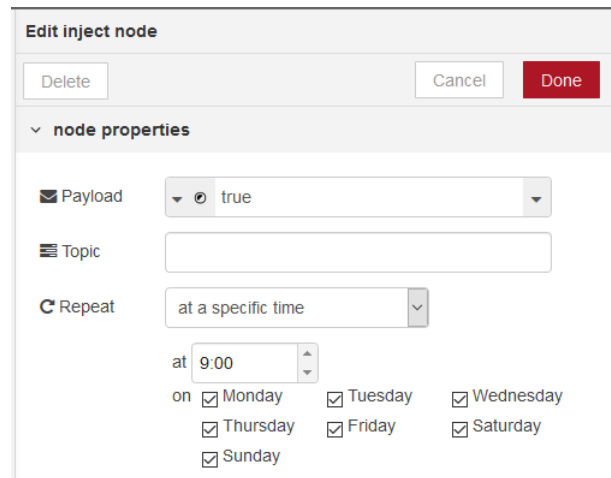 Edit inject node
Delete Cancel Done
node properties
Payload true
Topic
Repeat at a specific time
at 9:00
on Monday Tuesday Wednesday
Thursday Friday Saturday
Sunday